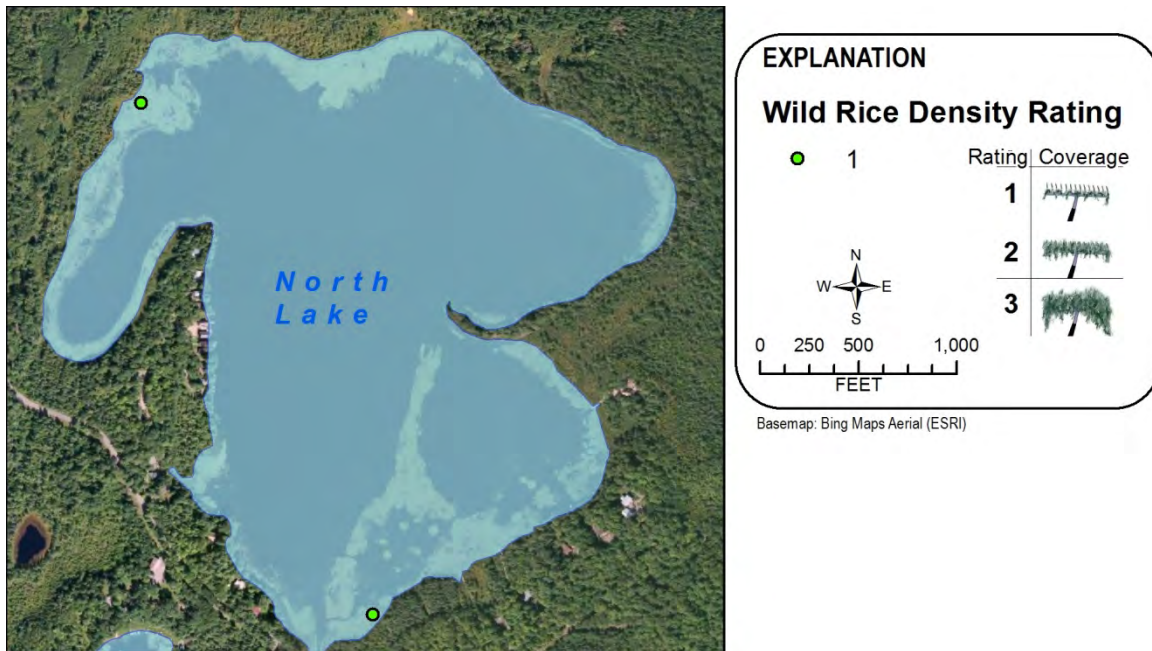 North
Lake
EXPLANATION
Wild Rice Density Rating
1
Rating Coverage
1
2
3
N
W E
S
0 250 500 1,000
FEET
Basemap: Bing Maps Aerial (ESRI)